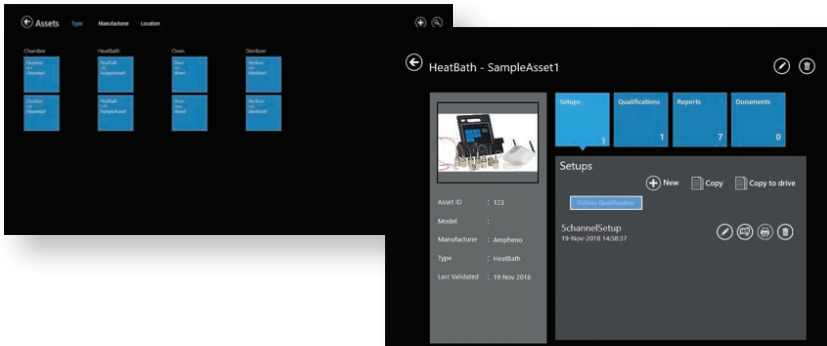 Assets Type Manufacturer Location
Chamber HeatBath Oven Sterilizer
HeatBath - SampleAsset1
Setups Qualifications Reports Documents
1 1 7 0
Setups
New Copy Copy to drive
Initiate Qualification
Asset ID : 123
Model :
Manufacturer : Ampheno
Type : HeatBath
Last Validated : 19 Nov 2018
5channelSetup
19-Nov-2018 14:58:37